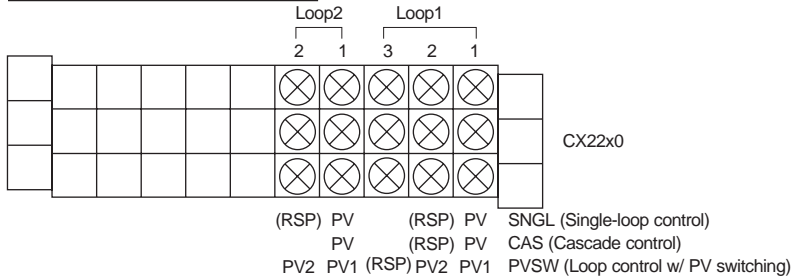 Loop2 Loop1
2 1 3 2 1
CX22x0
(RSP) PV (RSP) PV SNGL (Single-loop control)
PV (RSP) PV CAS (Cascade control)
PV2 PV1 (RSP) PV2 PV1 PVSW (Loop control w/ PV switching)